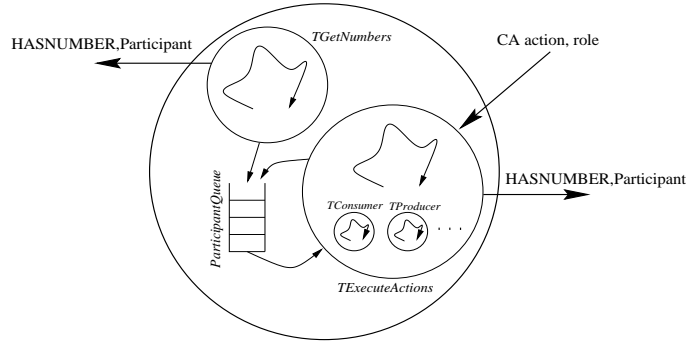 HASNUMBER,Participant
TGetNumbers
CA action, role
ParticipantQueue
HASNUMBER,Participant
TConsumer
TProducer
. . .
TExecuteActions